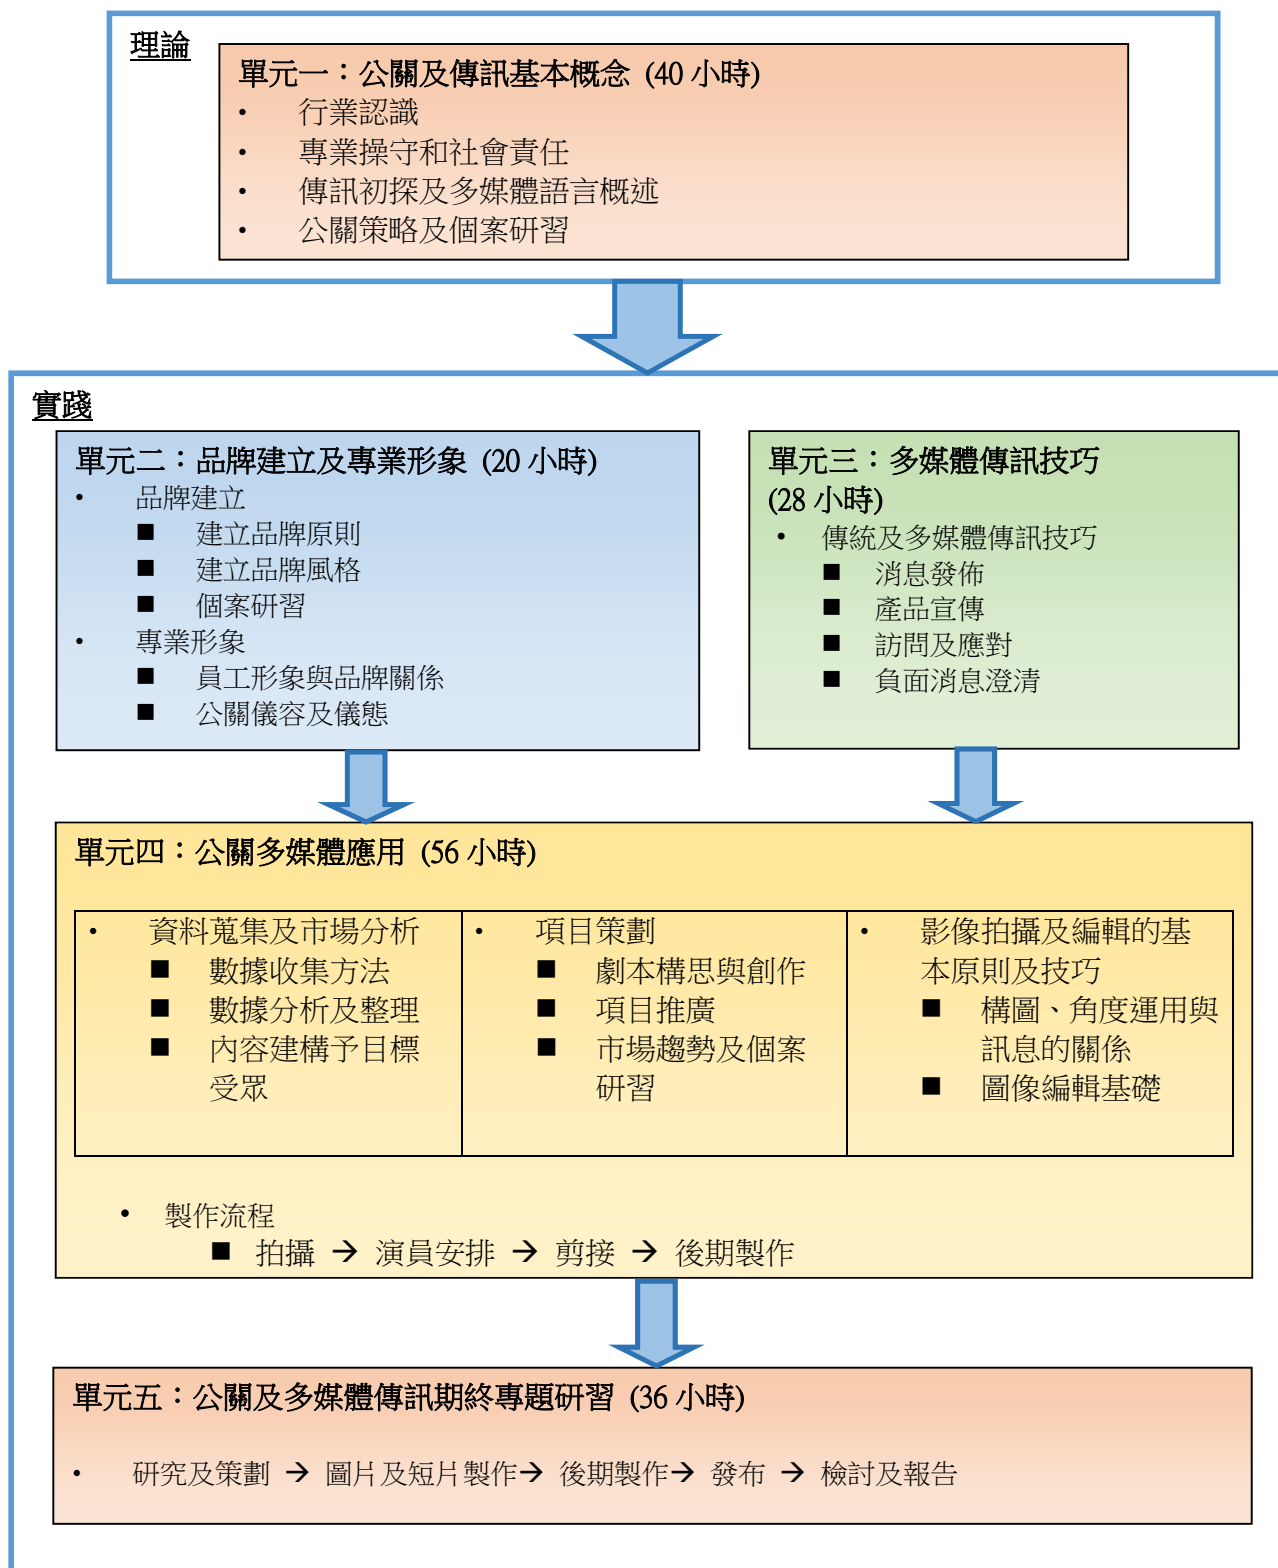 理論
單元一：公關及傳訊基本概念 (40 小時)
• 行業認識
• 專業操守和社會責任
• 傳訊初探及多媒體語言概述
• 公關策略及個案研習
實踐
單元二：品牌建立及專業形象 (20 小時)
• 品牌建立
■ 建立品牌原則
■ 建立品牌風格
■ 個案研習
• 專業形象
■ 員工形象與品牌關係
■ 公關儀容及儀態
單元三：多媒體傳訊技巧
(28 小時)
• 傳統及多媒體傳訊技巧
■ 消息發佈
■ 產品宣傳
■ 訪問及應對
■ 負面消息澄清
單元四：公關多媒體應用 (56 小時)
• 資料蒐集及市場分析
■ 數據收集方法
■ 數據分析及整理
■ 內容建構予目標
受眾
• 項目策劃
■ 劇本構思與創作
■ 項目推廣
■ 市場趨勢及個案
研習
• 影像拍攝及編輯的基
本原則及技巧
■ 構圖、角度運用與
訊息的關係
■ 圖像編輯基礎
• 製作流程
■ 拍攝 → 演員安排 → 剪接 → 後期製作
單元五：公關及多媒體傳訊期終專題研習 (36 小時)
• 研究及策劃 → 圖片及短片製作→ 後期製作→ 發布 → 檢討及報告